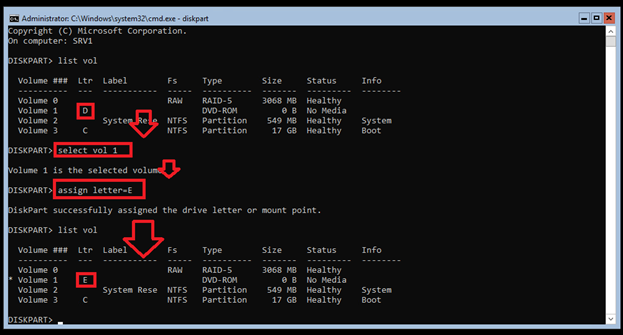 Administrator: C:\Windows\system32\cmd.exe - diskpart
Copyright (C) Microsoft Corporation.
On computer: SRV1
DISKPART> list vol
Volume ### Ltr Label Fs Type Size Status Info
---------- --- ----------- ----- ---------- ------- --------- --------
Volume 0 RAW RAID-5 3068 MB Healthy
Volume 1 D DVD-ROM 0 B No Media
Volume 2 System Rese NTFS Partition 549 MB Healthy System
Volume 3 C NTFS Partition 17 GB Healthy Boot
DISKPART> select vol 1
Volume 1 is the selected volume
DISKPART> assign letter=E
DiskPart successfully assigned the drive letter or mount point.
DISKPART> list vol
Volume ### Ltr Label Fs Type Size Status Info
---------- --- ----------- ----- ---------- ------- --------- --------
Volume 0 RAW RAID-5 3068 MB Healthy
* Volume 1 E DVD-ROM 0 B No Media
Volume 2 System Rese NTFS Partition 549 MB Healthy System
Volume 3 C NTFS Partition 17 GB Healthy Boot
DISKPART> _